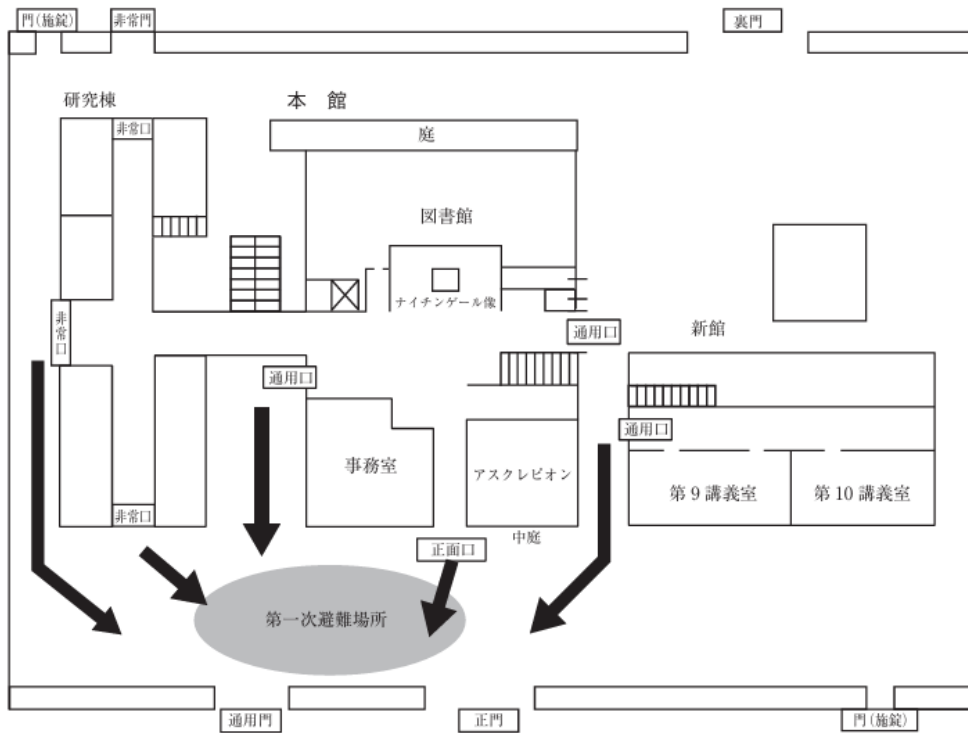 門(施錠)
非常門
裏門
研究棟
本 館
非常口
庭
図書館
ナイチンゲール像
非常口
通用口
新館
通用口
通用口
事務室
アスクレピオン
第9講義室
第10講義室
非常口
正面口
中庭
第一次避難場所
通用門
正門
門(施錠)